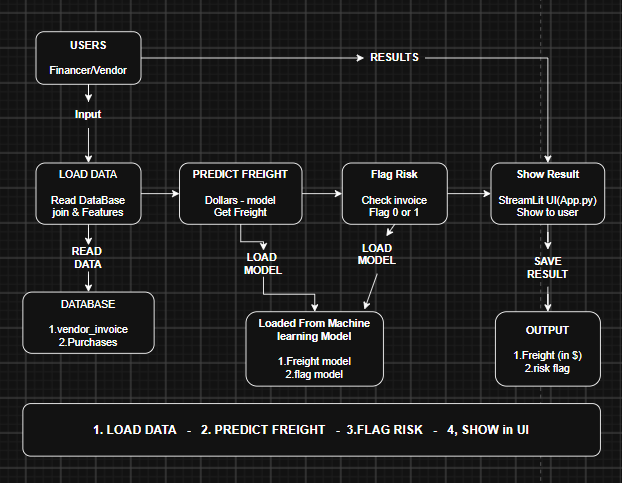 USERS
Financer/Vendor
RESULTS
Input
LOAD DATA
Read DataBase
join & Features
PREDICT FREIGHT
Dollars - model
Get Freight
Flag Risk
Check invoice
Flag 0 or 1
Show Result
StreamLit UI(App.py)
Show to user
READ
DATA
LOAD
MODEL
LOAD
MODEL
SAVE
RESULT
DATABASE
1.vendor_invoice
2.Purchases
Loaded From Machine
learning Model
1.Freight model
2.flag model
OUTPUT
1.Freight (in $)
2.risk flag
1. LOAD DATA - 2. PREDICT FREIGHT - 3.FLAG RISK - 4, SHOW in UI